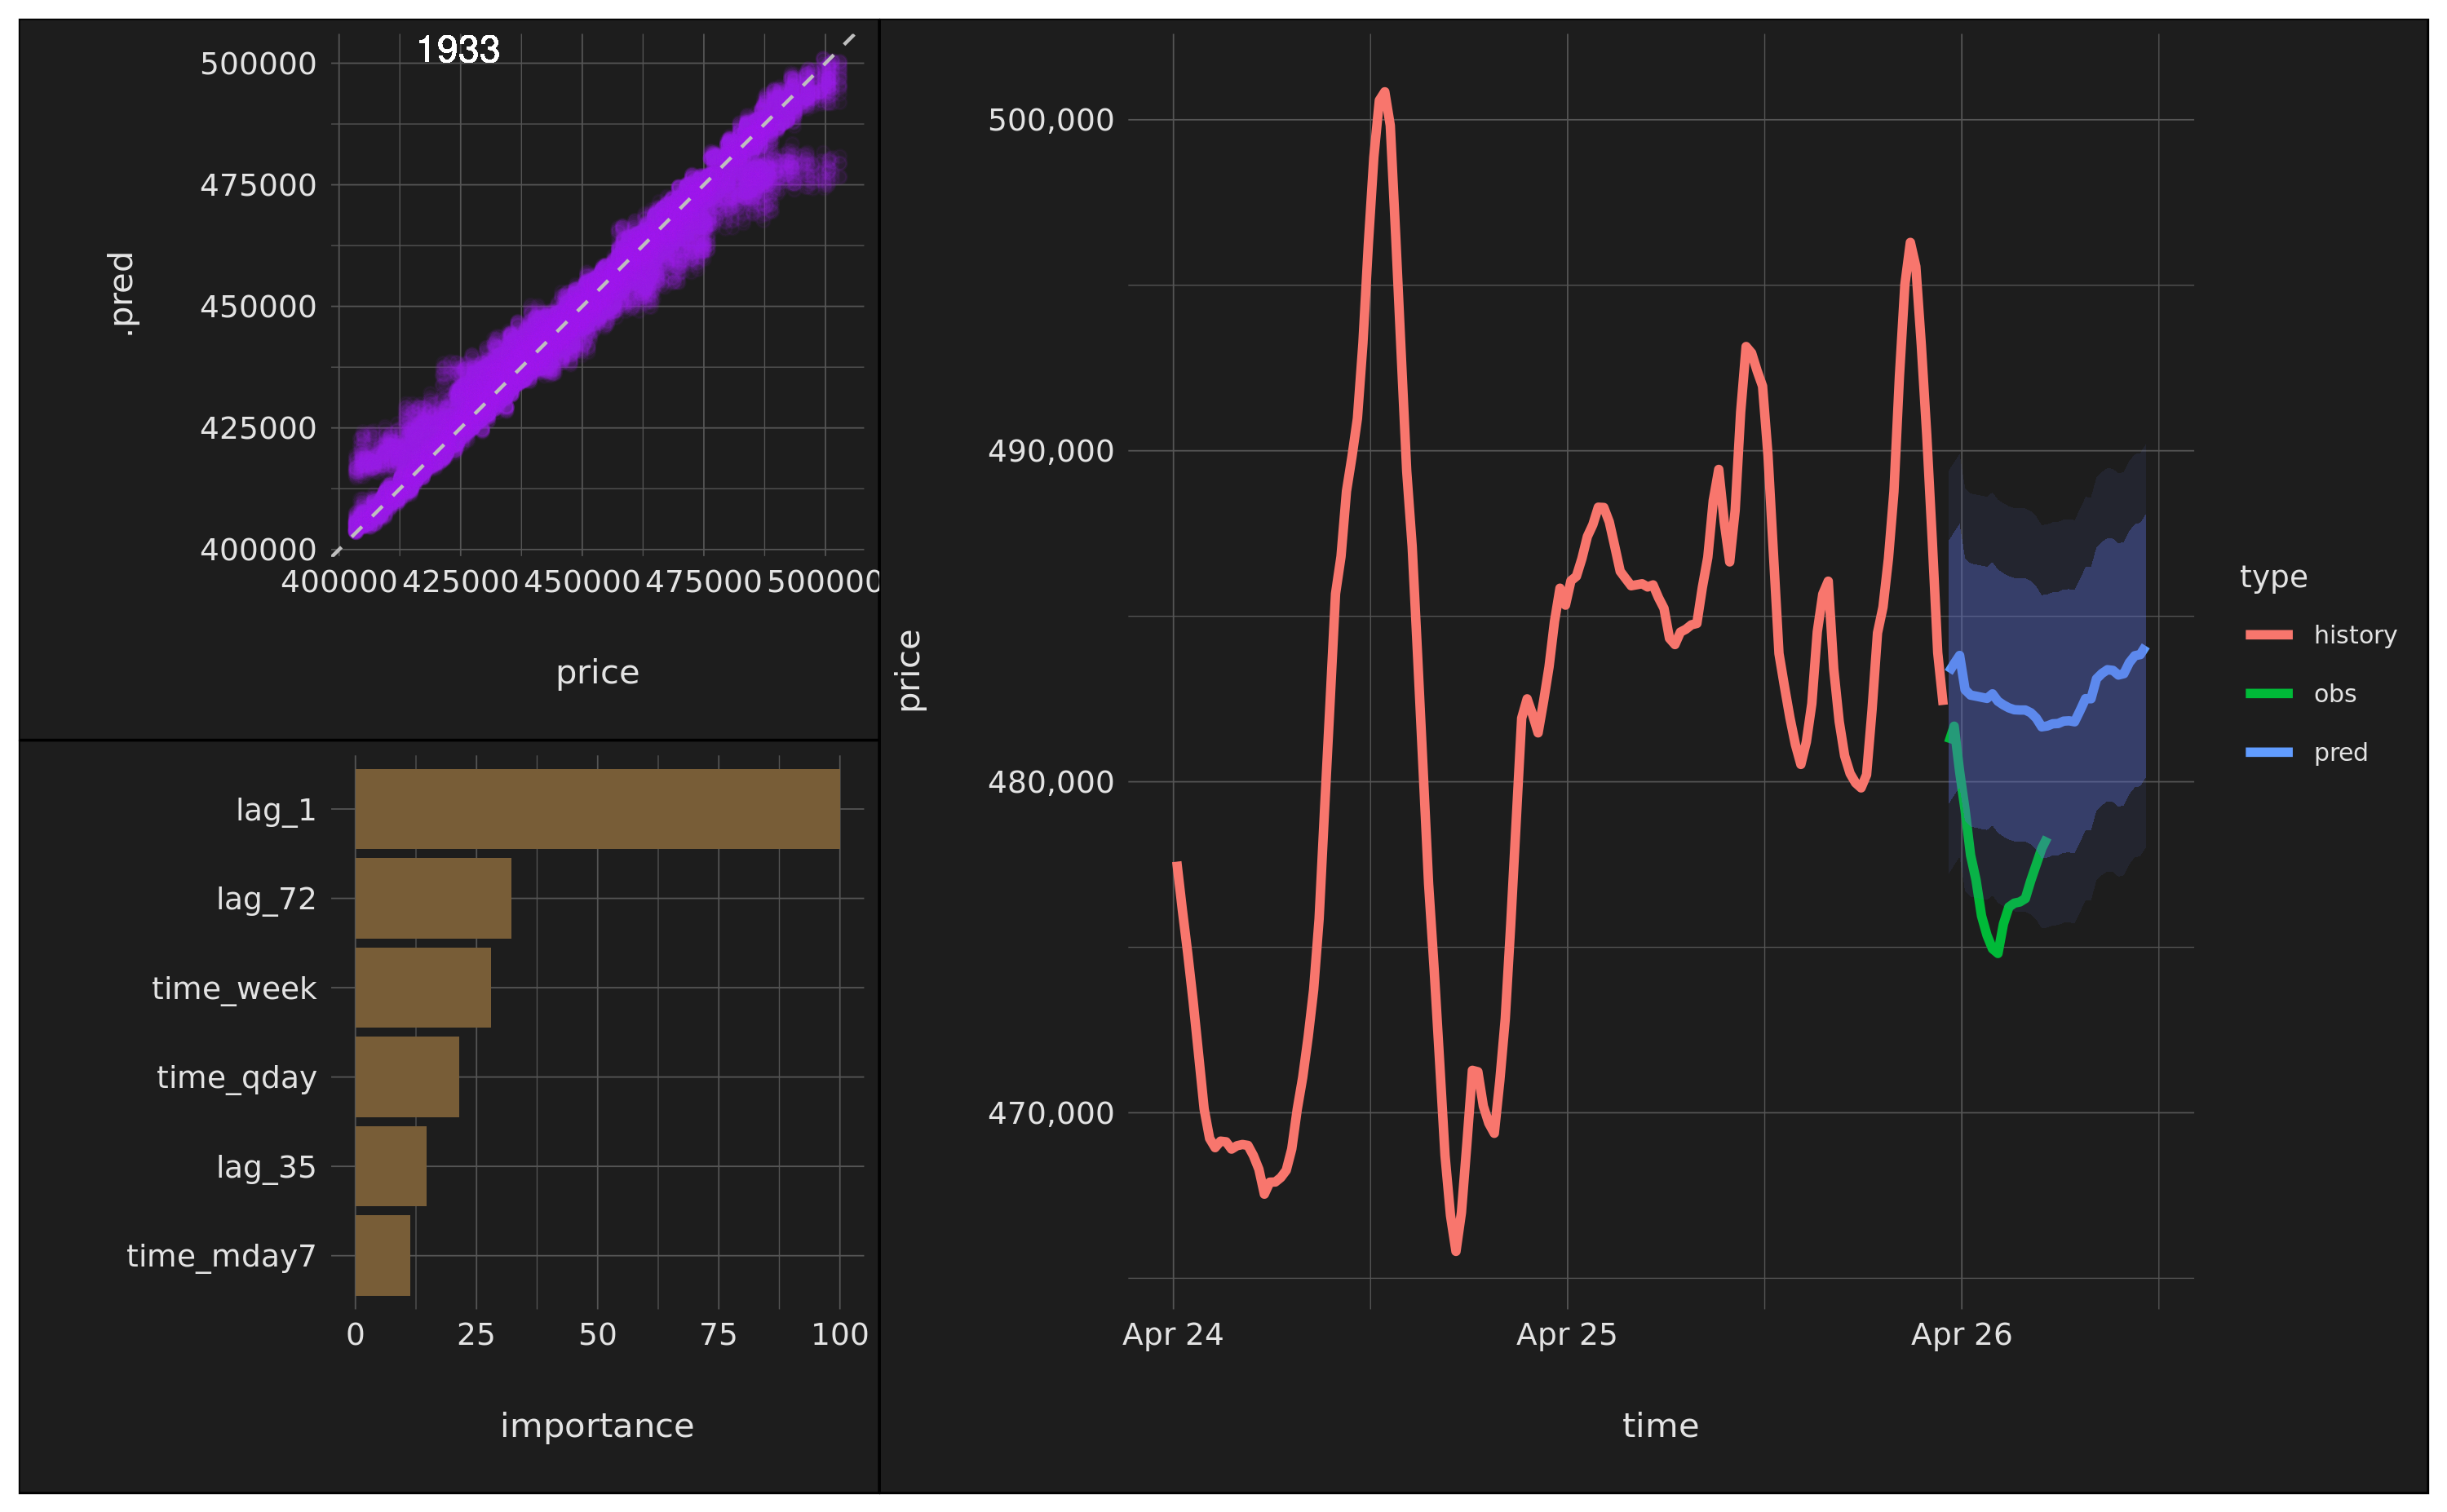 1933
500000
475000
450000
425000
400000
.pred
400000 425000 450000 475000 500000
price
lag_1
lag_72
time_week
time_qday
lag_35
time_mday7
0 25 50 75 100
importance
500,000
490,000
480,000
470,000
price
Apr 24 Apr 25 Apr 26
time
type
history
obs
pred